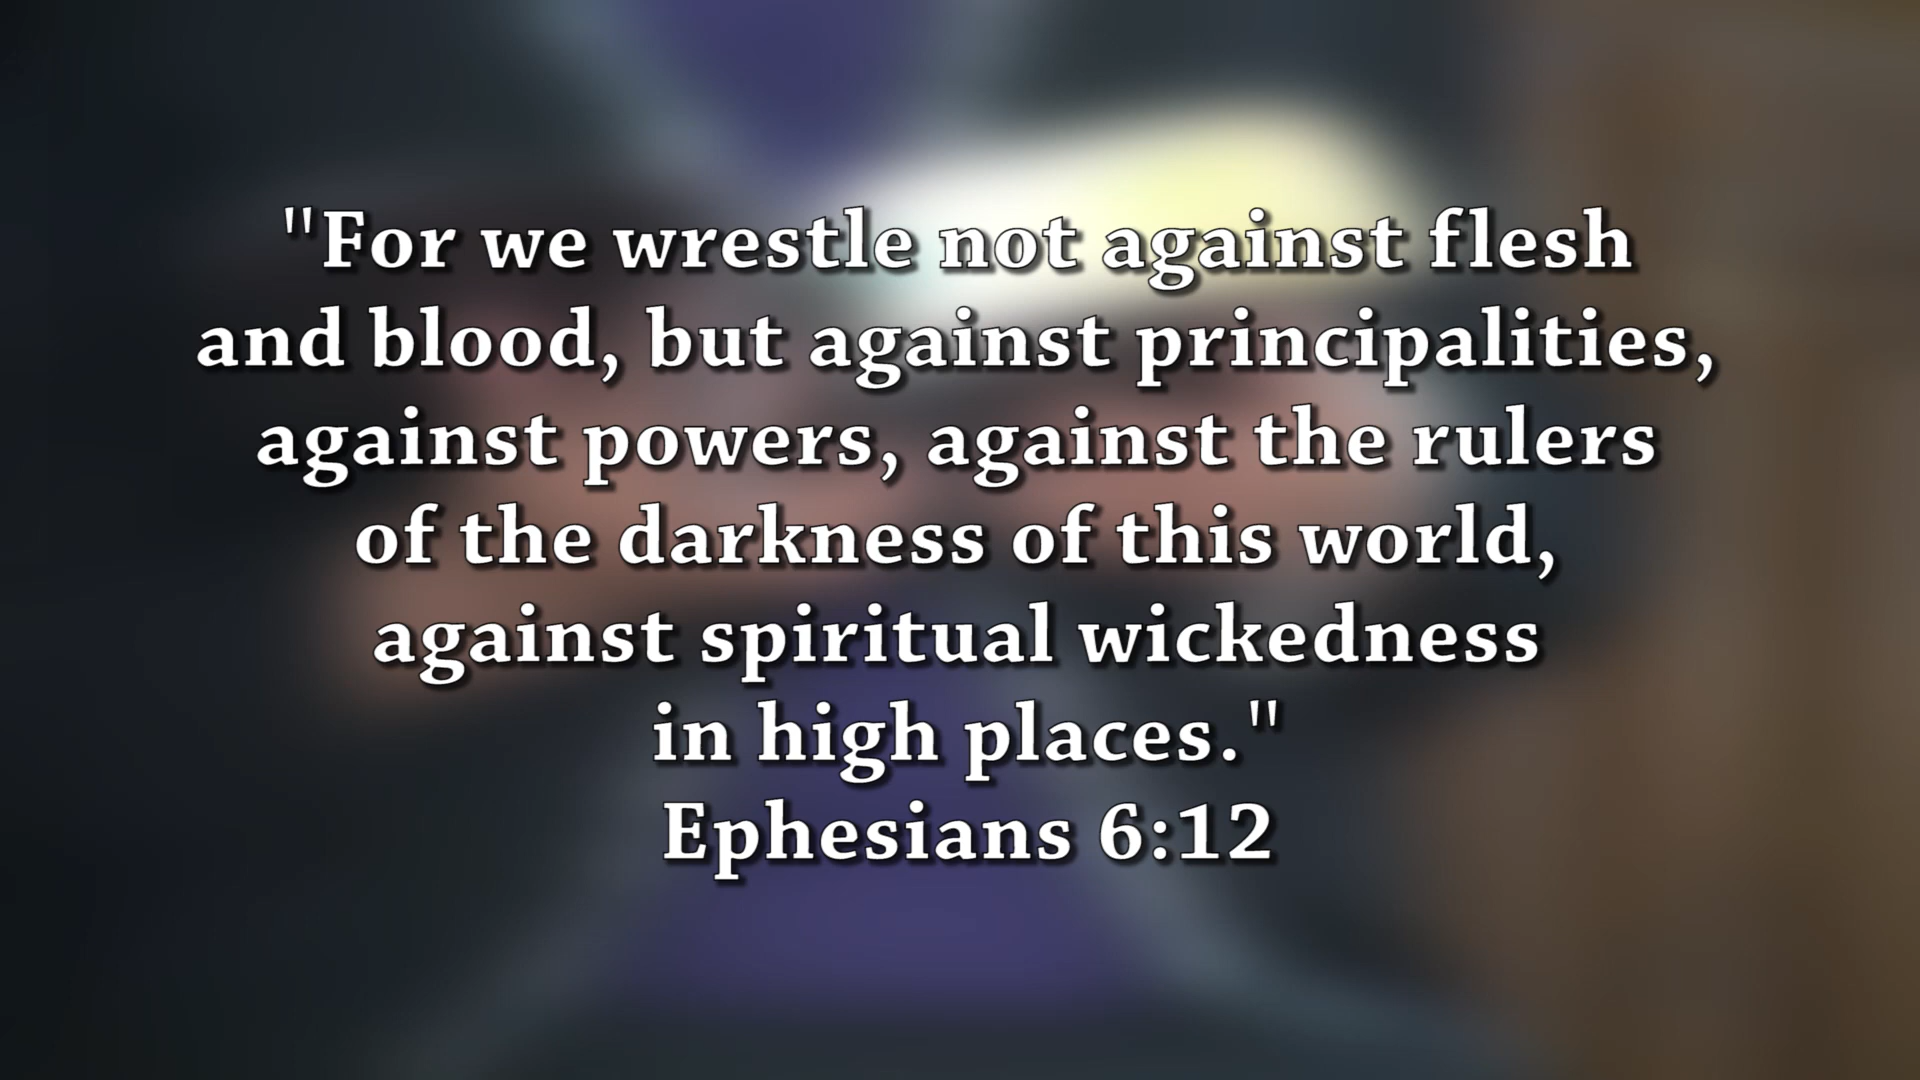 "For we wrestle not against flesh
and blood, but against principalities,
against powers, against the rulers
of the darkness of this world,
against spiritual wickedness
in high places."
Ephesians 6:12